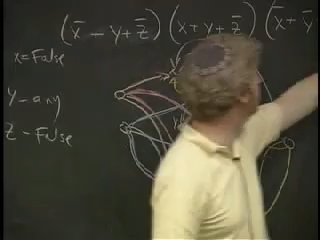 (x̄ - y + z̄) (x + y + z̄) (x̄ + y
x = False
y - any
z - False